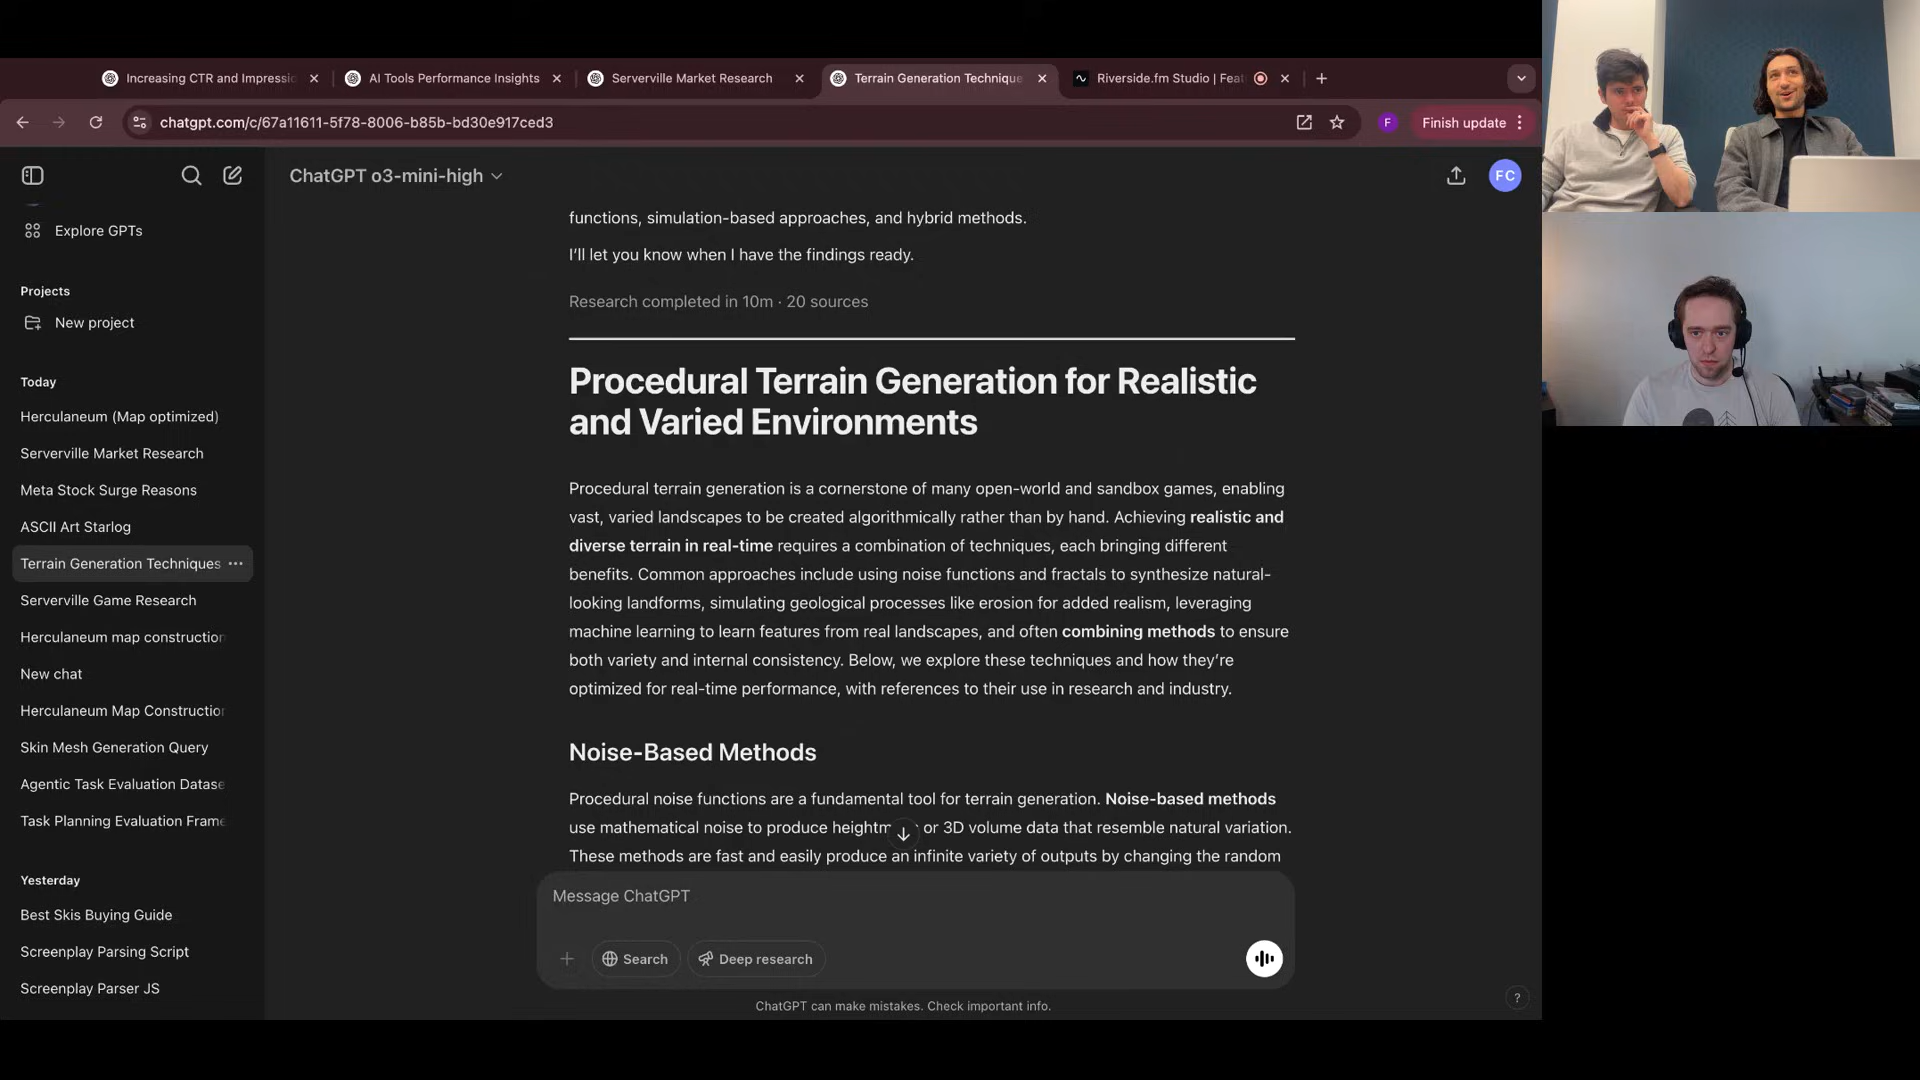 Increasing CTR and Impressi
AI Tools Performance Insights
Serverville Market Research
Terrain Generation Technique
Riverside.fm Studio | Feat
chatgpt.com/c/67a11611-5f78-8006-b85b-bd30e917ced3
F
Finish update
ChatGPT o3-mini-high
FC
Explore GPTs
Projects
New project
Today
Herculaneum (Map optimized)
Serverville Market Research
Meta Stock Surge Reasons
ASCII Art Starlog
Terrain Generation Techniques
Serverville Game Research
Herculaneum map construction
New chat
Herculaneum Map Construction
Skin Mesh Generation Query
Agentic Task Evaluation Datase
Task Planning Evaluation Frame
Yesterday
Best Skis Buying Guide
Screenplay Parsing Script
Screenplay Parser JS
functions, simulation-based approaches, and hybrid methods.
I’ll let you know when I have the findings ready.
Research completed in 10m · 20 sources
Procedural Terrain Generation for Realistic
and Varied Environments
Procedural terrain generation is a cornerstone of many open-world and sandbox games, enabling
vast, varied landscapes to be created algorithmically rather than by hand. Achieving realistic and
diverse terrain in real-time requires a combination of techniques, each bringing different
benefits. Common approaches include using noise functions and fractals to synthesize natural-
looking landforms, simulating geological processes like erosion for added realism, leveraging
machine learning to learn features from real landscapes, and often combining methods to ensure
both variety and internal consistency. Below, we explore these techniques and how they’re
optimized for real-time performance, with references to their use in research and industry.
Noise-Based Methods
Procedural noise functions are a fundamental tool for terrain generation. Noise-based methods
use mathematical noise to produce or 3D volume data that resemble natural variation.
These methods are fast and easily produce an infinite variety of outputs by changing the random
Message ChatGPT
Search
Deep research
ChatGPT can make mistakes. Check important info.
?